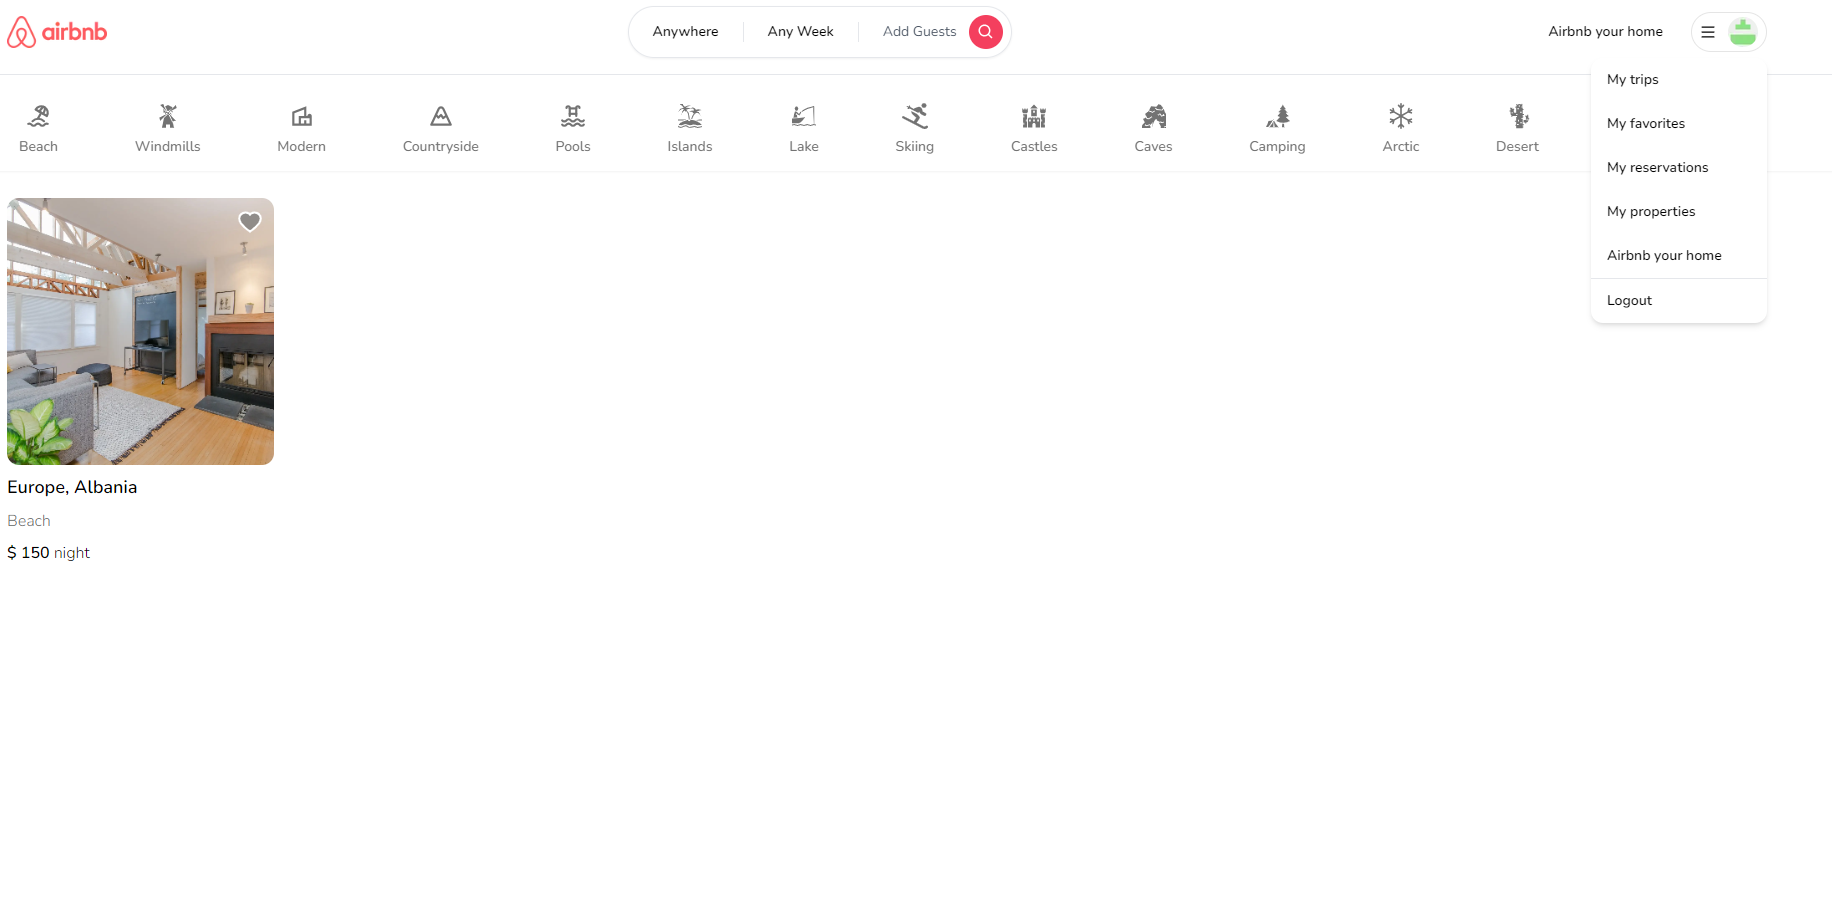 airbnb
Anywhere
Any Week
Add Guests
Airbnb your home
My trips
My favorites
My reservations
My properties
Airbnb your home
Logout
Beach
Windmills
Modern
Countryside
Pools
Islands
Lake
Skiing
Castles
Caves
Camping
Arctic
Desert
Europe, Albania
Beach
$ 150 night